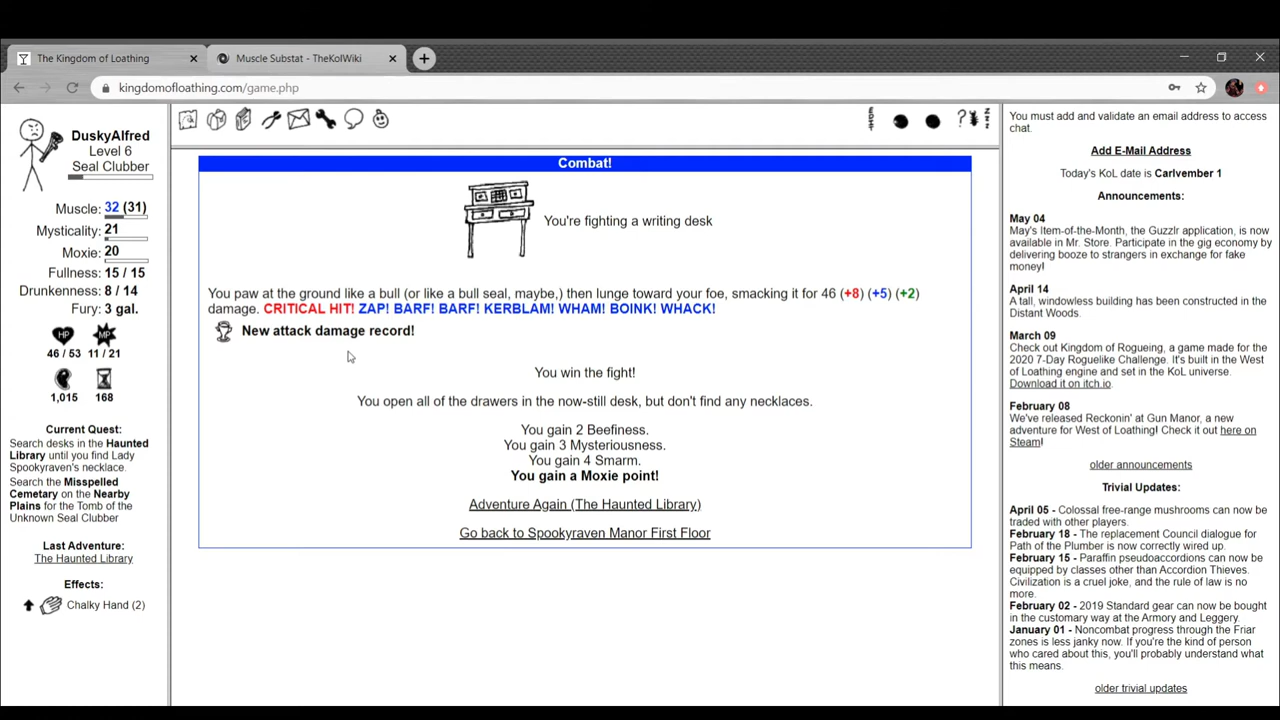 The Kingdom of Loathing
Muscle Substat - TheKolWiki
kingdomofloathing.com/game.php
DuskyAlfred
Level 6
Seal Clubber
Muscle: 32 (31)
Mysticality: 21
Moxie: 20
Fullness: 15 / 15
Drunkenness: 8 / 14
Fury: 3 gal.
HP MP
46 / 53 11 / 21
1,015 168
Current Quest:
Search desks in the Haunted
Library until you find Lady
Spookyraven's necklace.
Search the Misspelled
Cemetary on the Nearby
Plains for the Tomb of the
Unknown Seal Clubber
Last Adventure:
The Haunted Library
Effects:
Chalky Hand (2)
Combat!
You're fighting a writing desk
You paw at the ground like a bull (or like a bull seal, maybe,) then lunge toward your foe, smacking it for 46 (+8) (+5) (+2)
damage. CRITICAL HIT! ZAP! BARF! BARF! KERBLAM! WHAM! BOINK! WHACK!
New attack damage record!
You win the fight!
You open all of the drawers in the now-still desk, but don't find any necklaces.
You gain 2 Beefiness.
You gain 3 Mysteriousness.
You gain 4 Smarm.
You gain a Moxie point!
Adventure Again (The Haunted Library)
Go back to Spookyraven Manor First Floor
You must add and validate an email address to access
chat.
Add E-Mail Address
Today's KoL date is Carlvember 1
Announcements:
May 04
May's Item-of-the-Month, the Guzzlr application, is now
available in Mr. Store. Participate in the gig economy by
delivering booze to strangers in exchange for fake
money!
April 14
A tall, windowless building has been constructed in the
Distant Woods.
March 09
Check out Kingdom of Rogueing, a game made for the
2020 7-Day Roguelike Challenge. It's built in the West
of Loathing engine and set in the KoL universe.
Download it on itch.io.
February 08
We've released Reckonin' at Gun Manor, a new
adventure for West of Loathing! Check it out here on
Steam!
older announcements
Trivial Updates:
April 05 - Colossal free-range mushrooms can now be
traded with other players.
February 18 - The replacement Council dialogue for
Path of the Plumber is now correctly wired up.
February 15 - Paraffin pseudoaccordions can now be
equipped by classes other than Accordion Thieves.
Civilization is a cruel joke, and the rule of law is no
more.
February 02 - 2019 Standard gear can now be bought
in the customary way at the Armory and Leggery.
January 01 - Noncombat progress through the Friar
zones is less janky now. If you're the kind of person
who cared about this, you'll probably understand what
this means.
older trivial updates